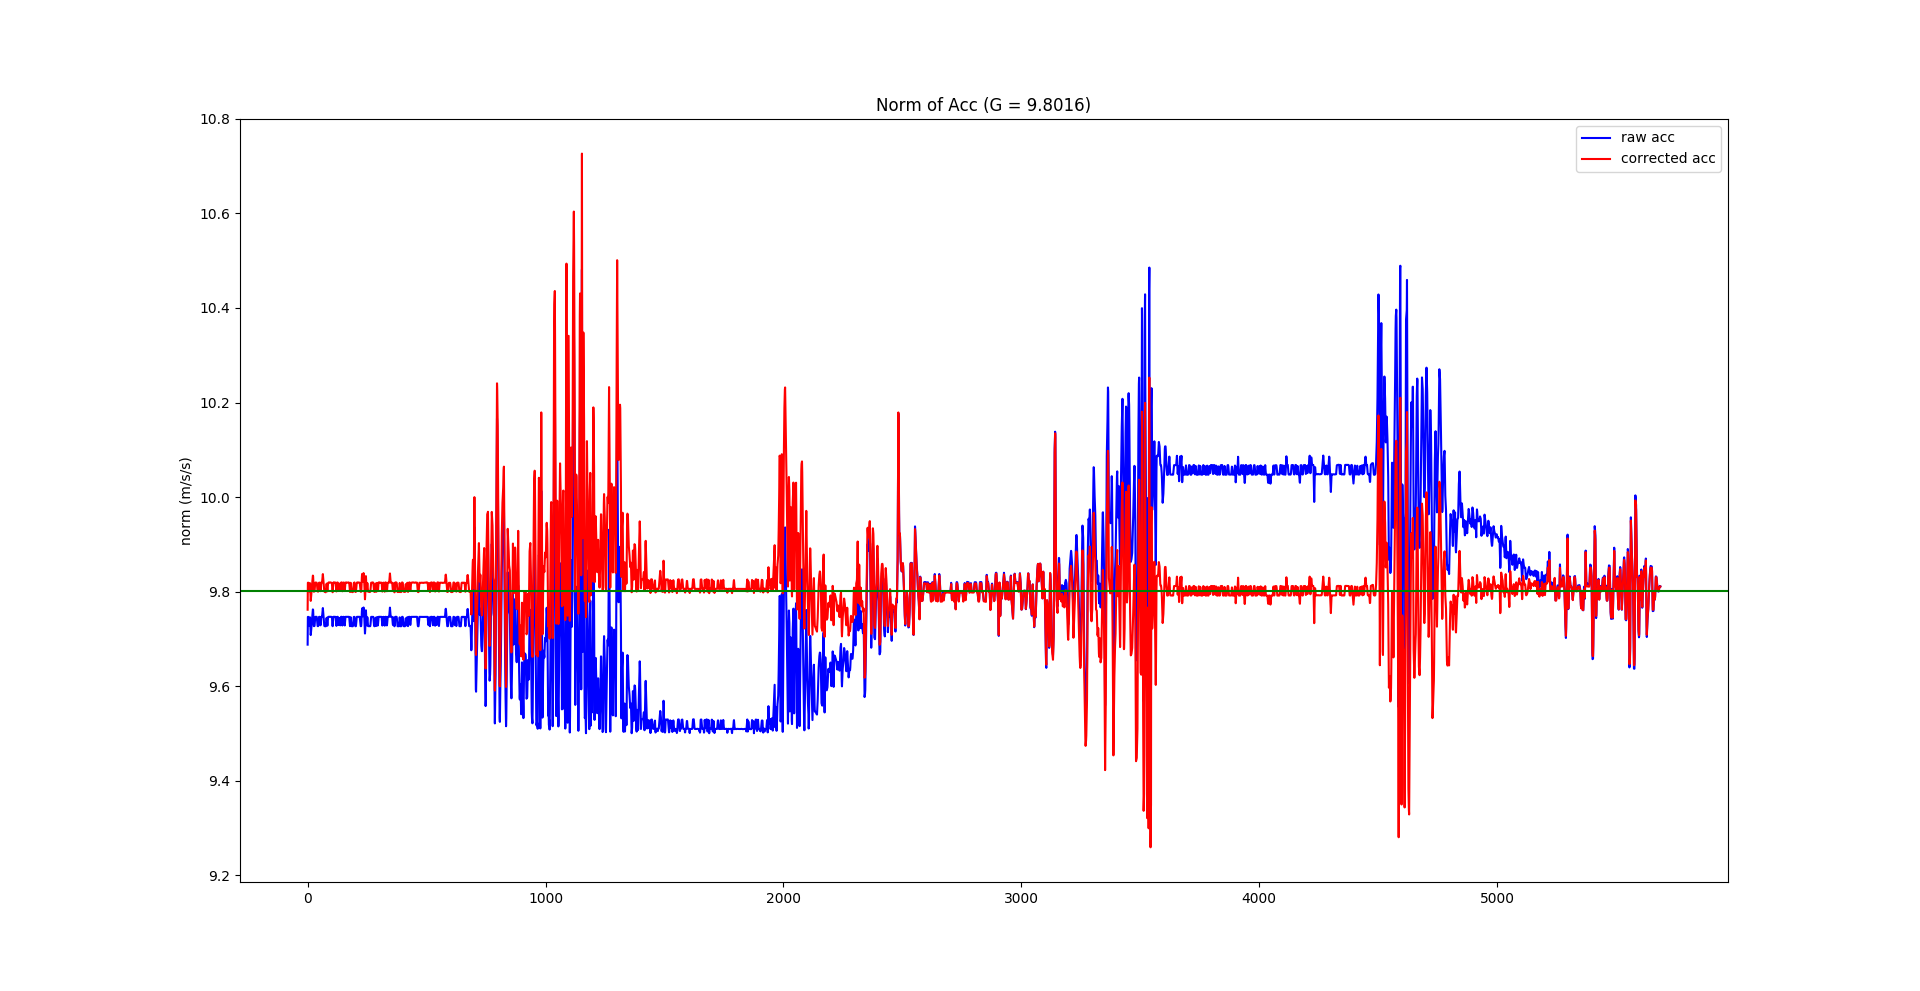 Norm of Acc (G = 9.8016)
raw acc
corrected acc
norm (m/s/s)
10.8
10.6
10.4
10.2
10.0
9.8
9.6
9.4
9.2
0 1000 2000 3000 4000 5000